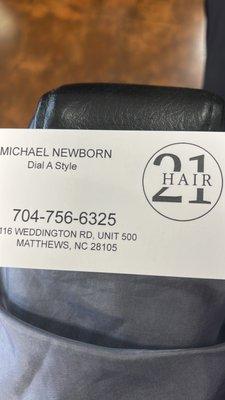 MICHAEL NEWBORN
Dial A Style
21
HAIR
704-756-6325
116 WEDDINGTON RD, UNIT 500
MATTHEWS, NC 28105